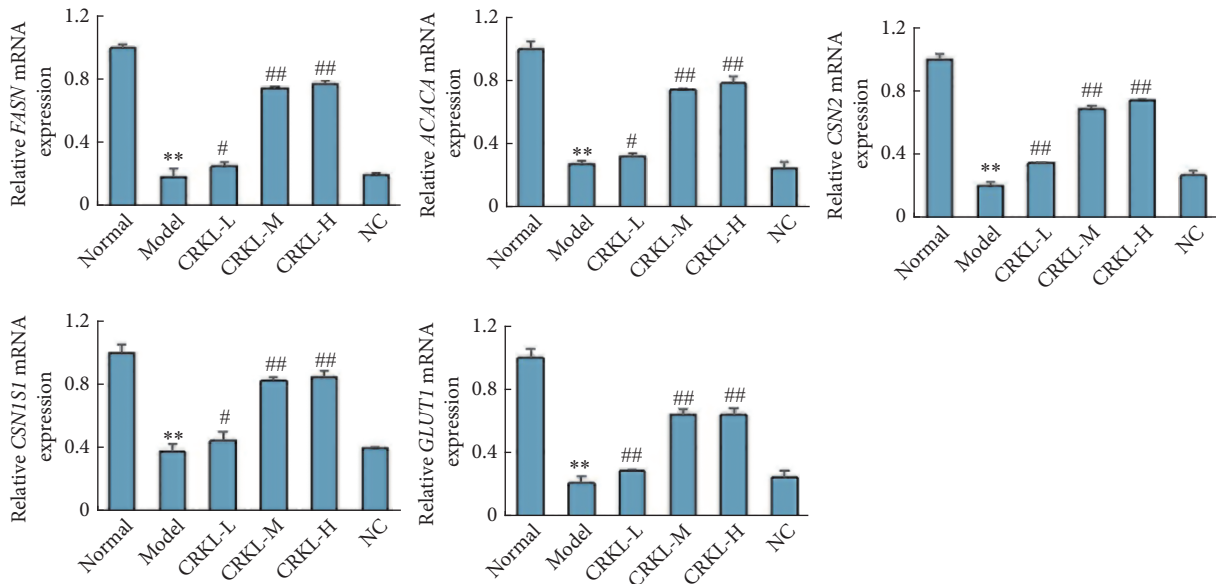 Relative FASN mRNA
expression
1.2
0.8
0.4
0
**
#
##
##
Normal
Model
CRKL-L
CRKL-M
CRKL-H
NC
Relative ACACA mRNA
expression
1.2
0.8
0.4
0
**
#
##
##
Normal
Model
CRKL-L
CRKL-M
CRKL-H
NC
Relative CSN2 mRNA
expression
1.2
0.8
0.4
0
**
##
##
##
Normal
Model
CRKL-L
CRKL-M
CRKL-H
NC
Relative CSN1S1 mRNA
expression
1.2
0.8
0.4
0
**
#
##
##
Normal
Model
CRKL-L
CRKL-M
CRKL-H
NC
Relative GLUT1 mRNA
expression
1.2
0.8
0.4
0
**
##
##
##
Normal
Model
CRKL-L
CRKL-M
CRKL-H
NC